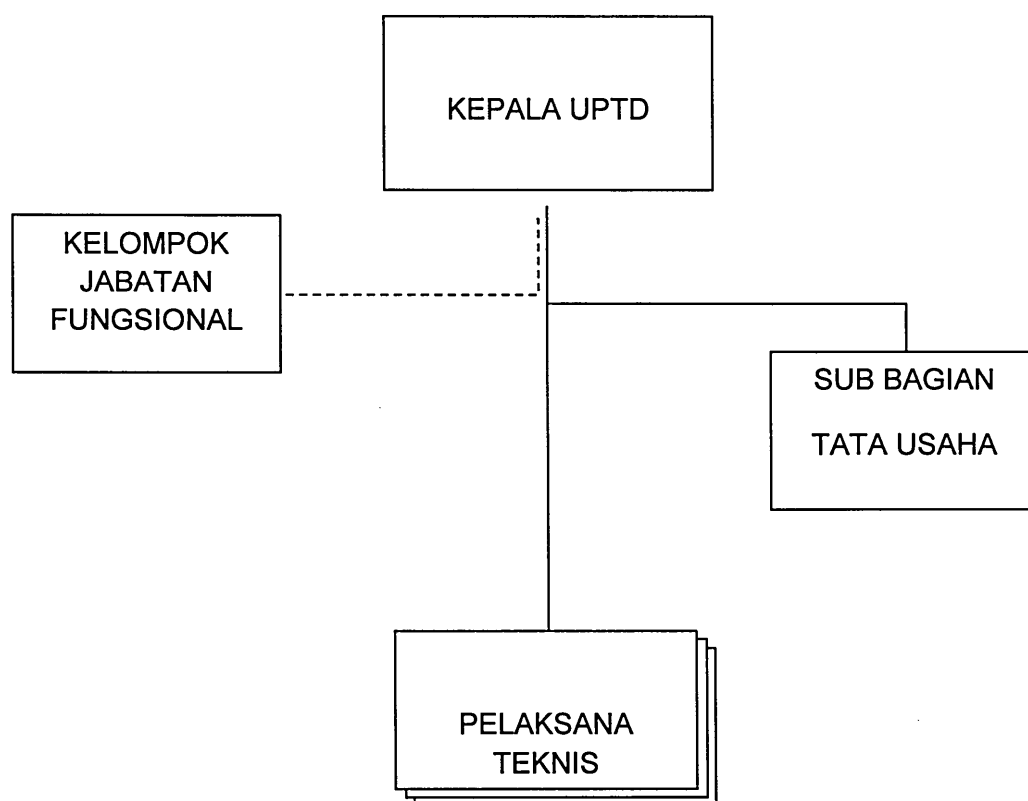 KEPALA UPTD
KELOMPOK
JABATAN
FUNGSIONAL
SUB BAGIAN
TATA USAHA
PELAKSANA
TEKNIS